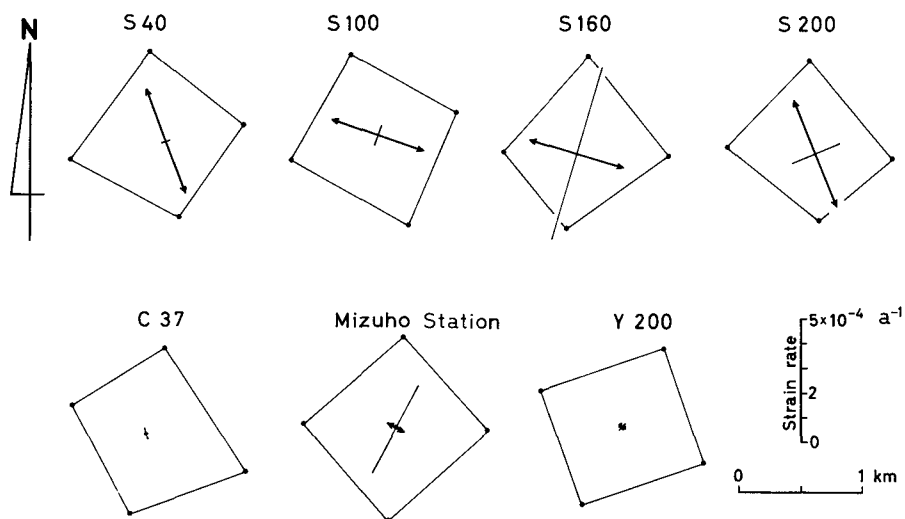 N
S 40
S 100
S 160
S 200
C 37
Mizuho Station
Y 200
5×10⁻⁴ a⁻¹
2
0
Strain rate
0 1 km